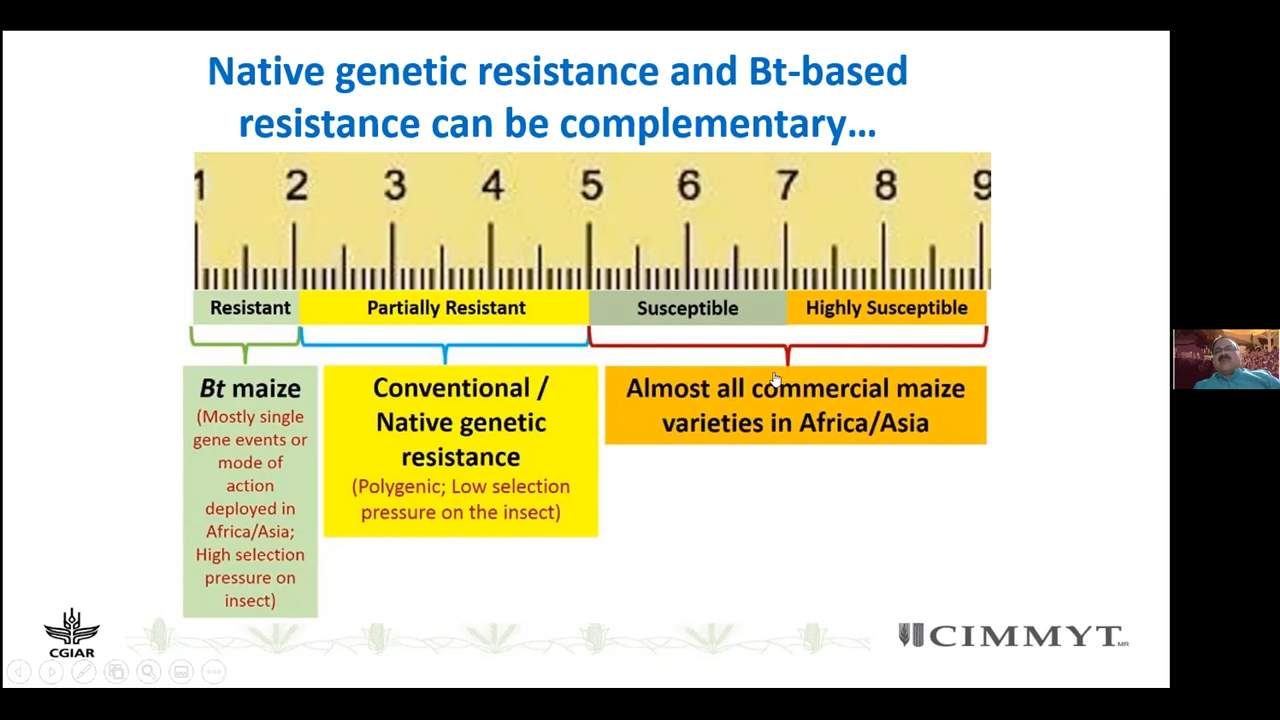 Native genetic resistance and Bt-based
resistance can be complementary…
1 2 3 4 5 6 7 8 9
Resistant Partially Resistant Susceptible Highly Susceptible
Bt maize
(Mostly single
gene events or
mode of
action
deployed in
Africa/Asia;
High selection
pressure on
insect)
Conventional /
Native genetic
resistance
(Polygenic; Low selection
pressure on the insect)
Almost all commercial maize
varieties in Africa/Asia
CGIAR
CIMMYT MR